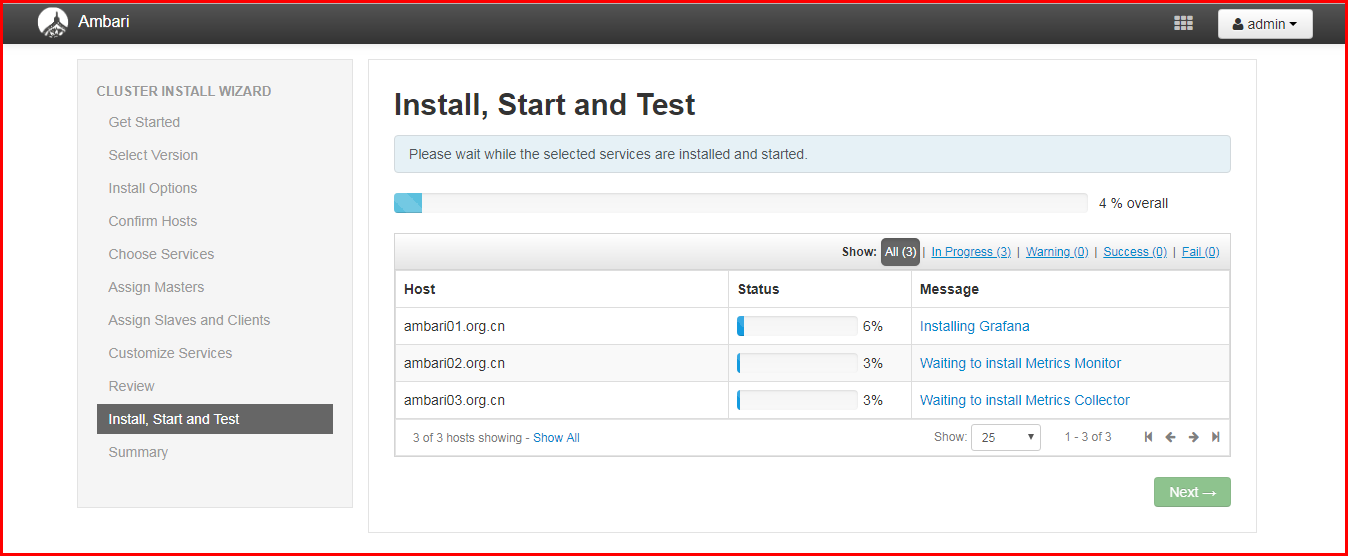 Ambari
admin
CLUSTER INSTALL WIZARD
Get Started
Select Version
Install Options
Confirm Hosts
Choose Services
Assign Masters
Assign Slaves and Clients
Customize Services
Review
Install, Start and Test
Summary
Install, Start and Test
Please wait while the selected services are installed and started.
4 % overall
Show: All (3) | In Progress (3) | Warning (0) | Success (0) | Fail (0)
Host Status Message
ambari01.org.cn 6% Installing Grafana
ambari02.org.cn 3% Waiting to install Metrics Monitor
ambari03.org.cn 3% Waiting to install Metrics Collector
3 of 3 hosts showing - Show All Show: 25 1 - 3 of 3
Next →